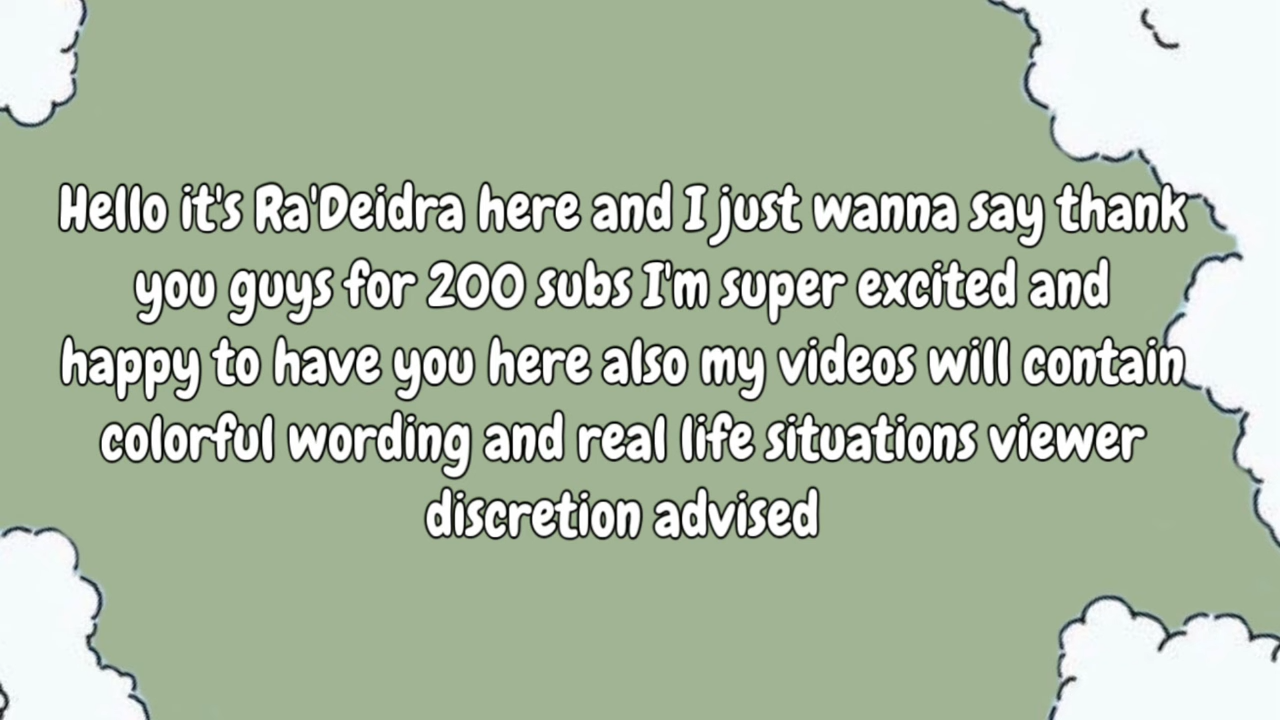 Hello it's Ra'Deidra here and I just wanna say thank
you guys for 200 subs I'm super excited and
happy to have you here also my videos will contain
colorful wording and real life situations viewer
discretion advised